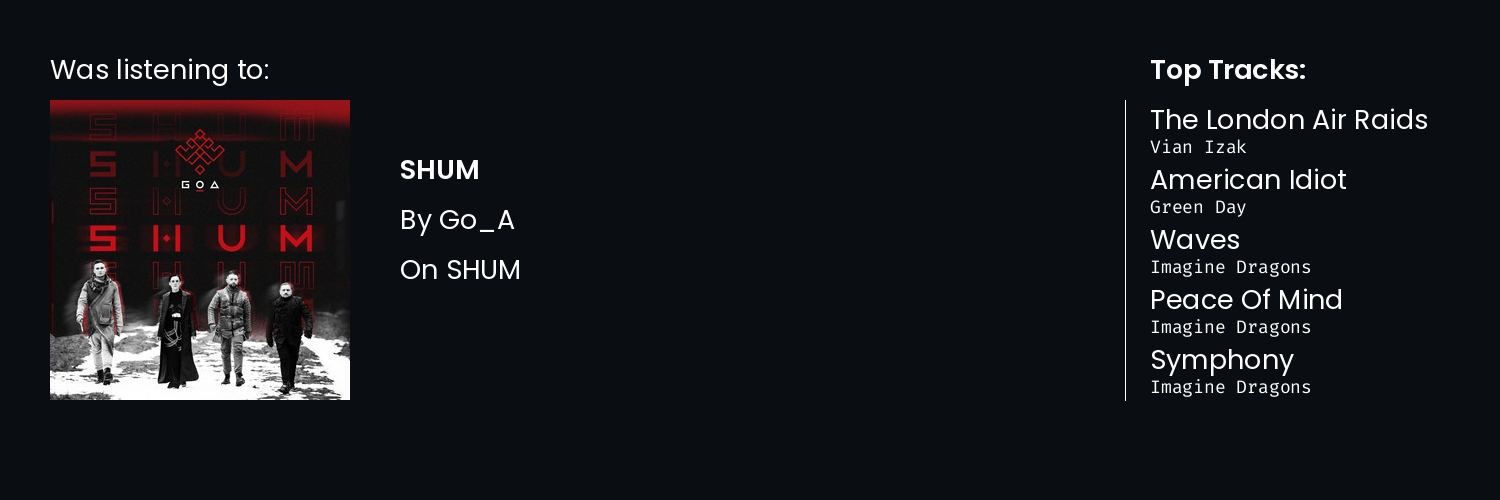 Was listening to:
S H U M
S H U M
GOA
S H U M
S H U M
S H U M
SHUM
By Go_A
On SHUM
Top Tracks:
The London Air Raids
Vian Izak
American Idiot
Green Day
Waves
Imagine Dragons
Peace Of Mind
Imagine Dragons
Symphony
Imagine Dragons